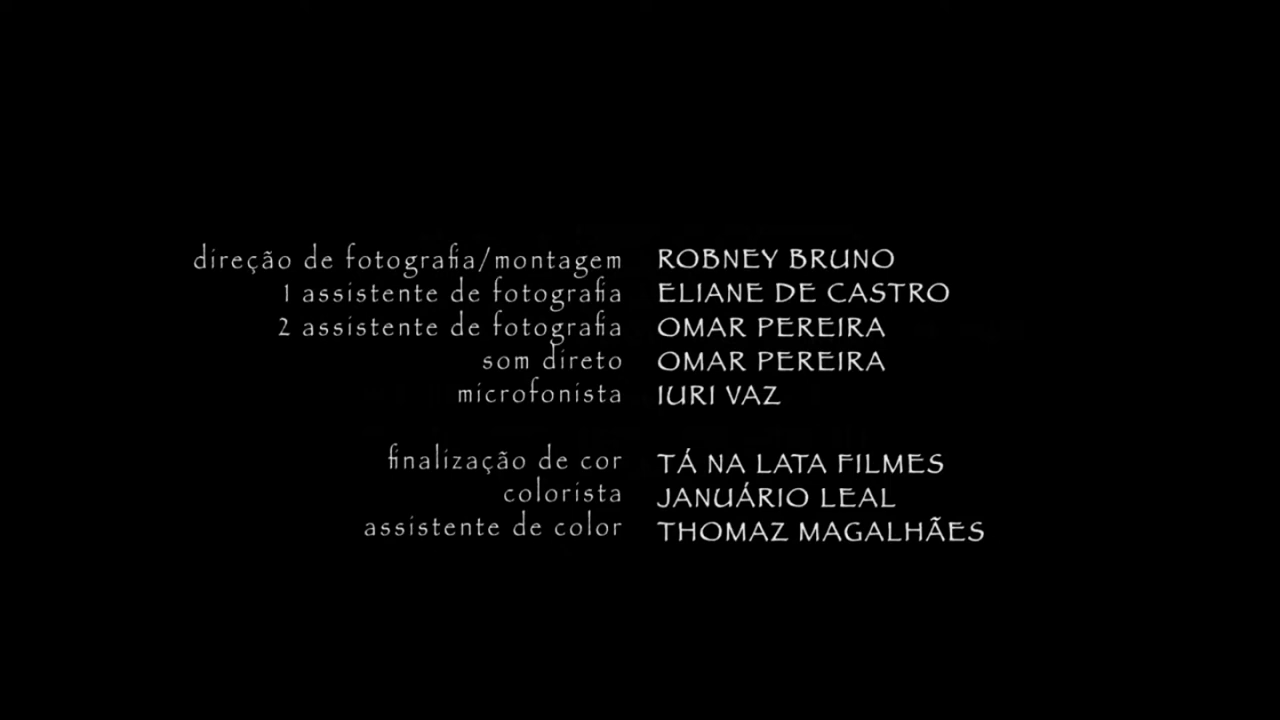 direção de fotografia/montagem ROBNEY BRUNO
1 assistente de fotografia ELIANE DE CASTRO
2 assistente de fotografia OMAR PEREIRA
som direto OMAR PEREIRA
microfonista IURI VAZ
finalização de cor TÁ NA LATA FILMES
colorista JANUÁRIO LEAL
assistente de color THOMAZ MAGALHÃES